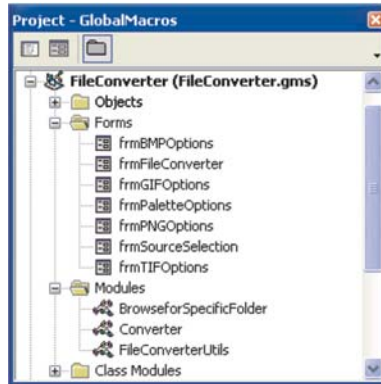 Project - GlobalMacros
FileConverter (FileConverter.gms)
Objects
Forms
frmBMPOptions
frmFileConverter
frmGIFOptions
frmPaletteOptions
frmPNGOptions
frmSourceSelection
frmTIFOptions
Modules
BrowseforSpecificFolder
Converter
FileConverterUtils
Class Modules